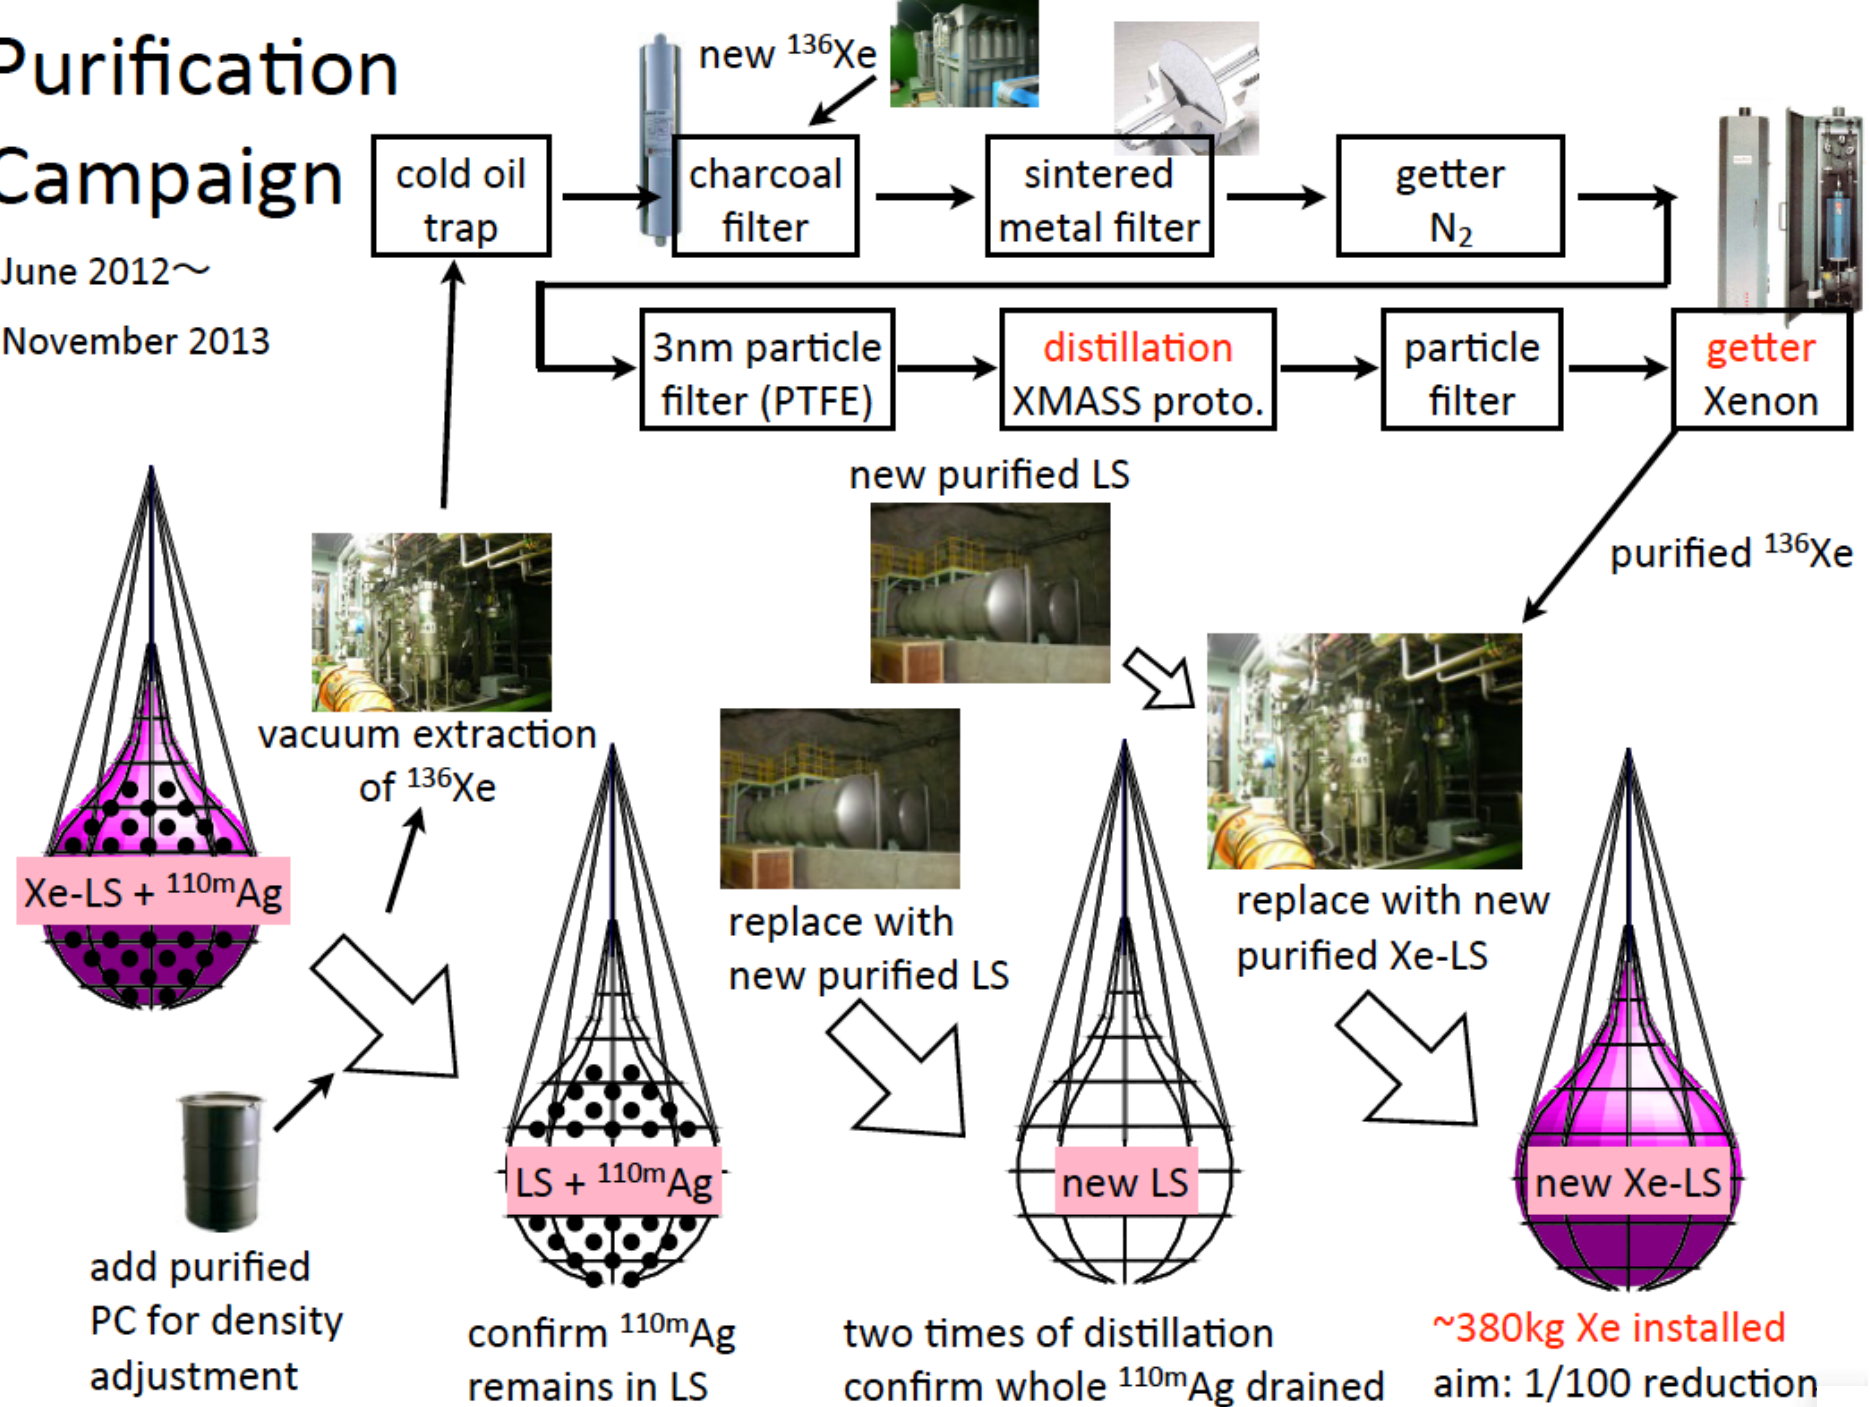 Purification
Campaign
June 2012～
November 2013
new ¹³⁶Xe
cold oil
trap
charcoal
filter
sintered
metal filter
getter
N₂
3nm particle
filter (PTFE)
distillation
XMASS proto.
particle
filter
getter
Xenon
new purified LS
purified ¹³⁶Xe
vacuum extraction
of ¹³⁶Xe
Xe-LS + ¹¹⁰ᵐAg
replace with
new purified LS
replace with new
purified Xe-LS
LS + ¹¹⁰ᵐAg
new LS
new Xe-LS
add purified
PC for density
adjustment
confirm ¹¹⁰ᵐAg
remains in LS
two times of distillation
confirm whole ¹¹⁰ᵐAg drained
~380kg Xe installed
aim: 1/100 reduction